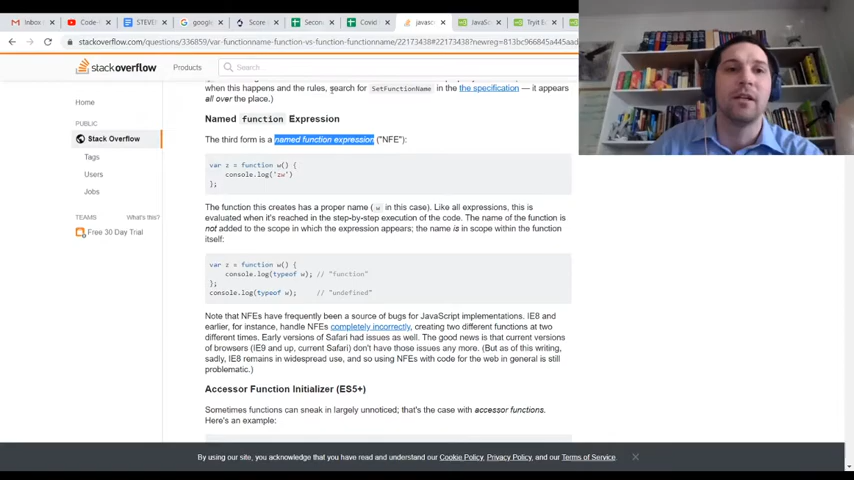 Inbox
Code
STEVEN
google
Score
Second
Covid
javasc
JavaSc
Tryit E
stackoverflow.com/questions/336859/var-functionname-function-vs-function-functionname/22173438#22173438?newreg=813bc966845a445aad
stackoverflow
Products
Search
Home
PUBLIC
Stack Overflow
Tags
Users
Jobs
TEAMS
What's this?
Free 30 Day Trial
when this happens and the rules, search for SetFunctionName in the the specification — it appears
all over the place.)
Named function Expression
The third form is a named function expression ("NFE"):
var z = function w() {
console.log('zw')
};
The function this creates has a proper name ( w in this case). Like all expressions, this is
evaluated when it's reached in the step-by-step execution of the code. The name of the function is
not added to the scope in which the expression appears; the name is in scope within the function
itself:
var z = function w() {
console.log(typeof w); // "function"
};
console.log(typeof w); // "undefined"
Note that NFEs have frequently been a source of bugs for JavaScript implementations. IE8 and
earlier, for instance, handle NFEs completely incorrectly, creating two different functions at two
different times. Early versions of Safari had issues as well. The good news is that current versions
of browsers (IE9 and up, current Safari) don't have those issues any more. (But as of this writing,
sadly, IE8 remains in widespread use, and so using NFEs with code for the web in general is still
problematic.)
Accessor Function Initializer (ES5+)
Sometimes functions can sneak in largely unnoticed; that's the case with accessor functions.
Here's an example:
By using our site, you acknowledge that you have read and understand our Cookie Policy, Privacy Policy, and our Terms of Service.